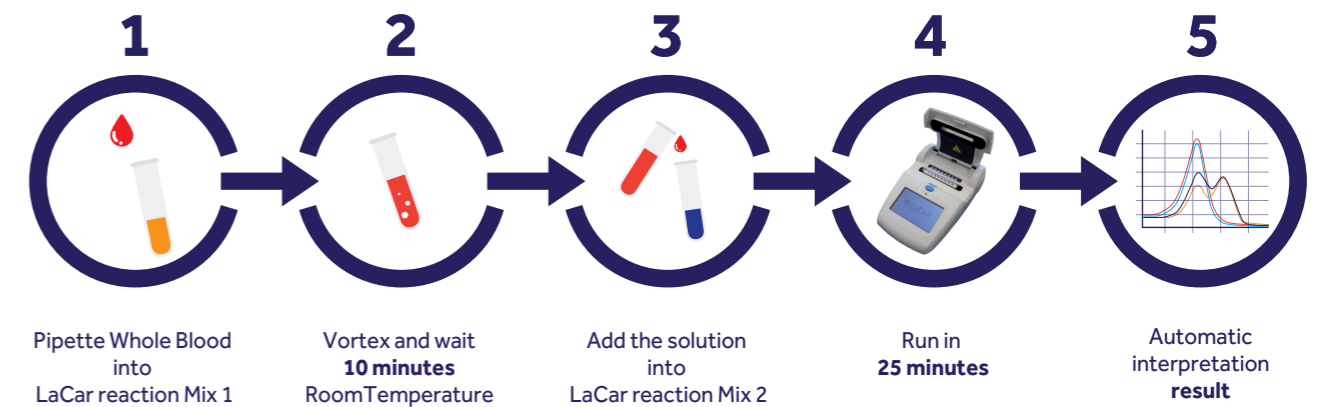 1
2
3
4
5
Pipette Whole Blood
into
LaCar reaction Mix 1
Vortex and wait
10 minutes
RoomTemperature
Add the solution
into
LaCar reaction Mix 2
Run in
25 minutes
Automatic
interpretation
result